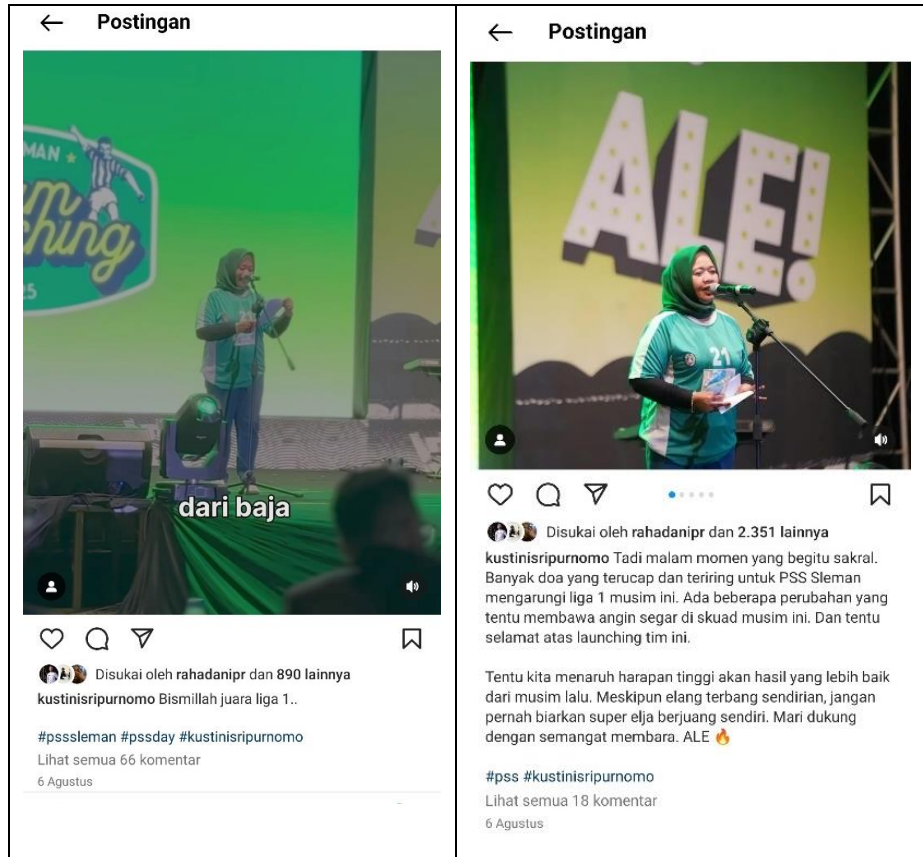 Postingan
MAN
ching
25
dari baja
Disukai oleh rahadanipr dan 890 lainnya
kustinisripurnomo Bismillah juara liga 1..
#psssleman #pssday #kustinisripurnomo
Lihat semua 66 komentar
6 Agustus
Postingan
ALE!
21
Disukai oleh rahadanipr dan 2.351 lainnya
kustinisripurnomo Tadi malam momen yang begitu sakral.
Banyak doa yang terucap dan teriring untuk PSS Sleman
mengarungi liga 1 musim ini. Ada beberapa perubahan yang
tentu membawa angin segar di skuad musim ini. Dan tentu
selamat atas launching tim ini.
Tentu kita menaruh harapan tinggi akan hasil yang lebih baik
dari musim lalu. Meskipun elang terbang sendirian, jangan
pernah biarkan super elja berjuang sendiri. Mari dukung
dengan semangat membara. ALE 🔥
#pss #kustinisripurnomo
Lihat semua 18 komentar
6 Agustus